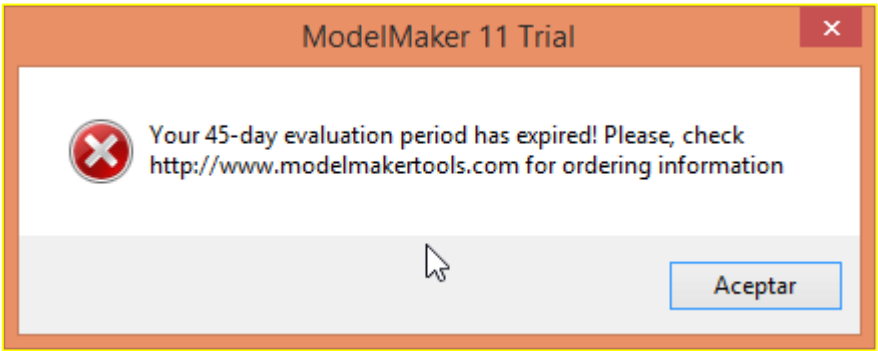 ModelMaker 11 Trial
Your 45-day evaluation period has expired! Please, check
http://www.modelmakertools.com for ordering information
Aceptar